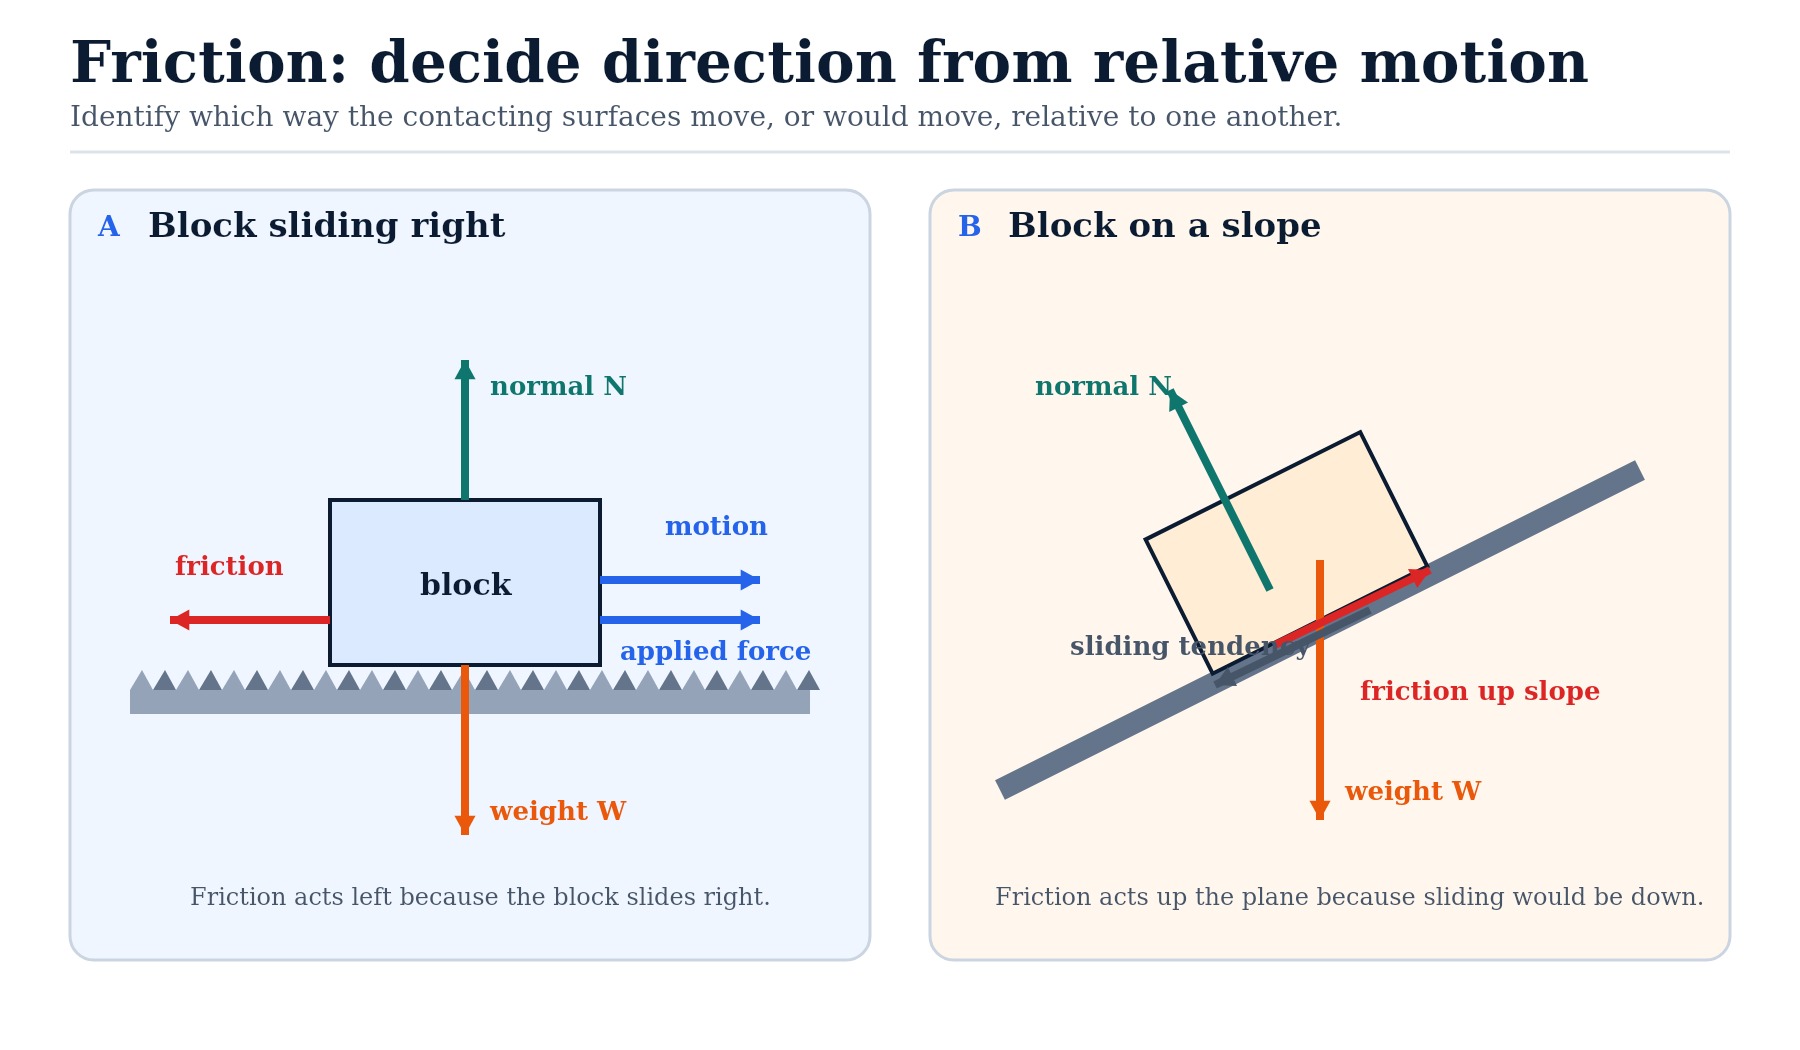 Friction: decide direction from relative motion
Identify which way the contacting surfaces move, or would move, relative to one another.
A Block sliding right
normal N
motion
friction
block
applied force
weight W
Friction acts left because the block slides right.
B Block on a slope
normal N
sliding tendency
friction up slope
weight W
Friction acts up the plane because sliding would be down.